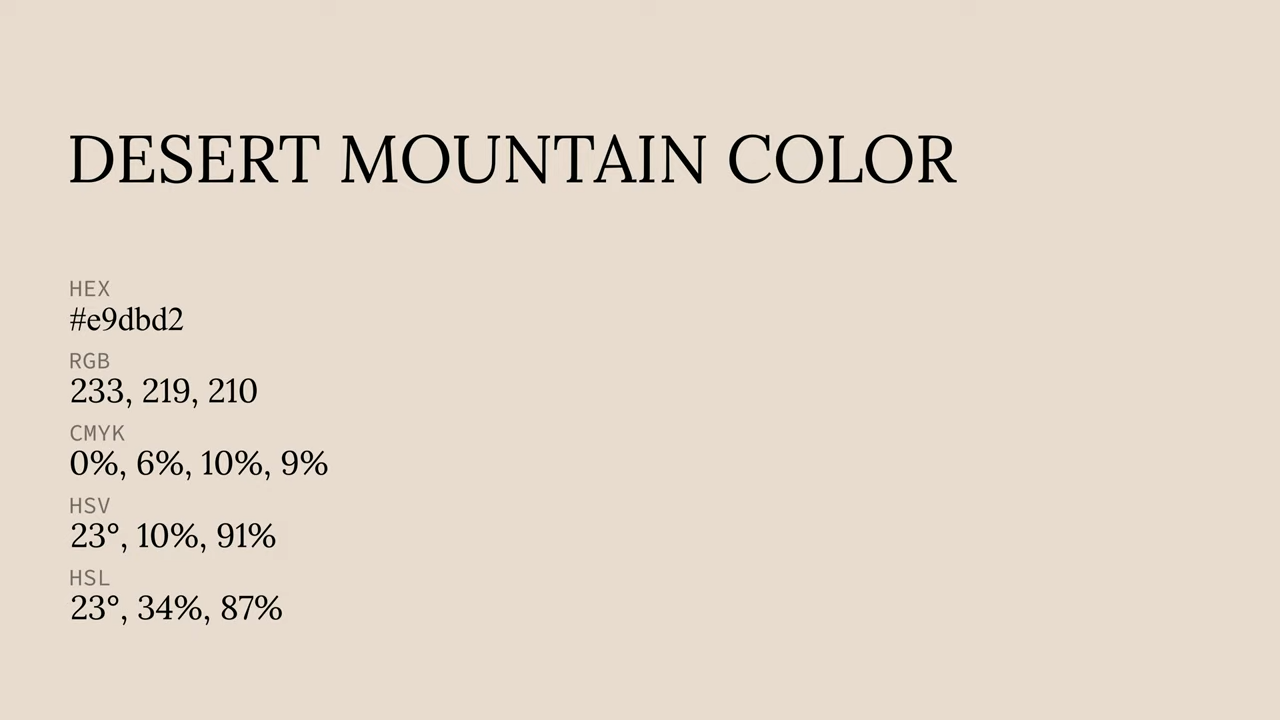 DESERT MOUNTAIN COLOR
HEX
#e9dbd2
RGB
233, 219, 210
CMYK
0%, 6%, 10%, 9%
HSV
23°, 10%, 91%
HSL
23°, 34%, 87%